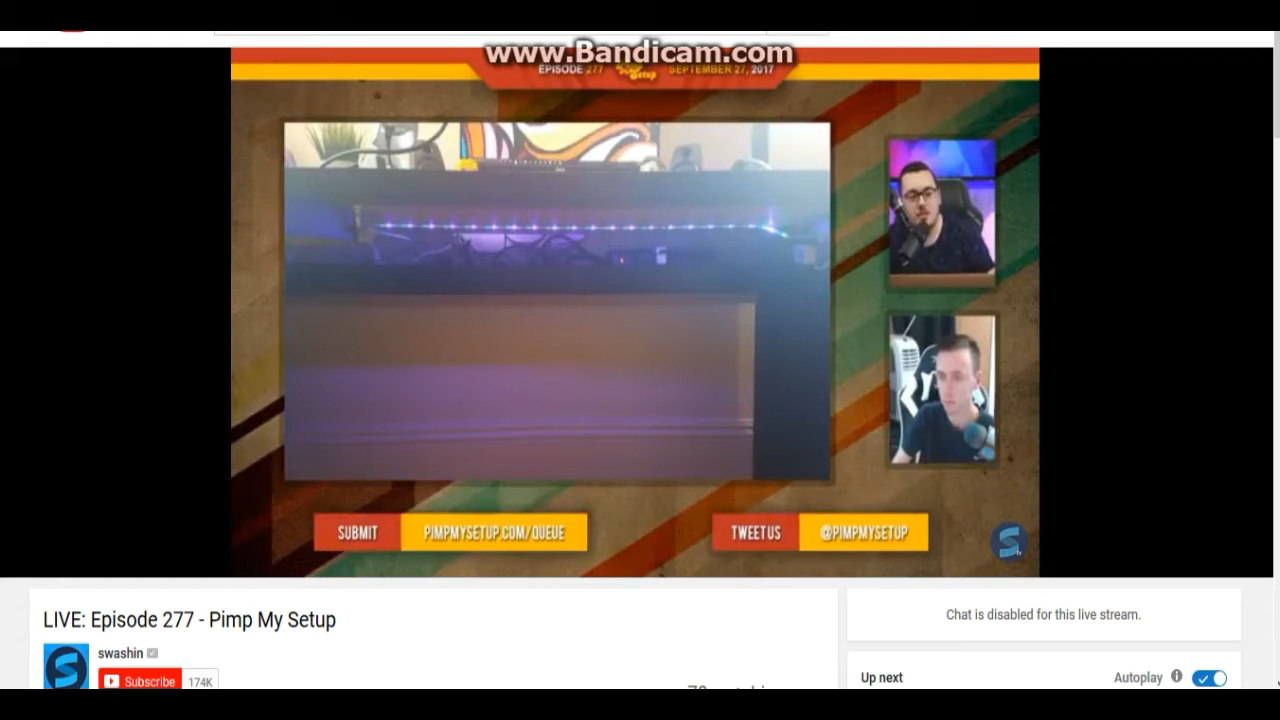 www.Bandicam.com
EPISODE 277 Setup SEPTEMBER 27, 2017
SUBMIT PIMPMYSETUP.COM/QUEUE TWEET US @PIMPMYSETUP
LIVE: Episode 277 - Pimp My Setup
Chat is disabled for this live stream.
swashin
Subscribe 174K
Up next Autoplay